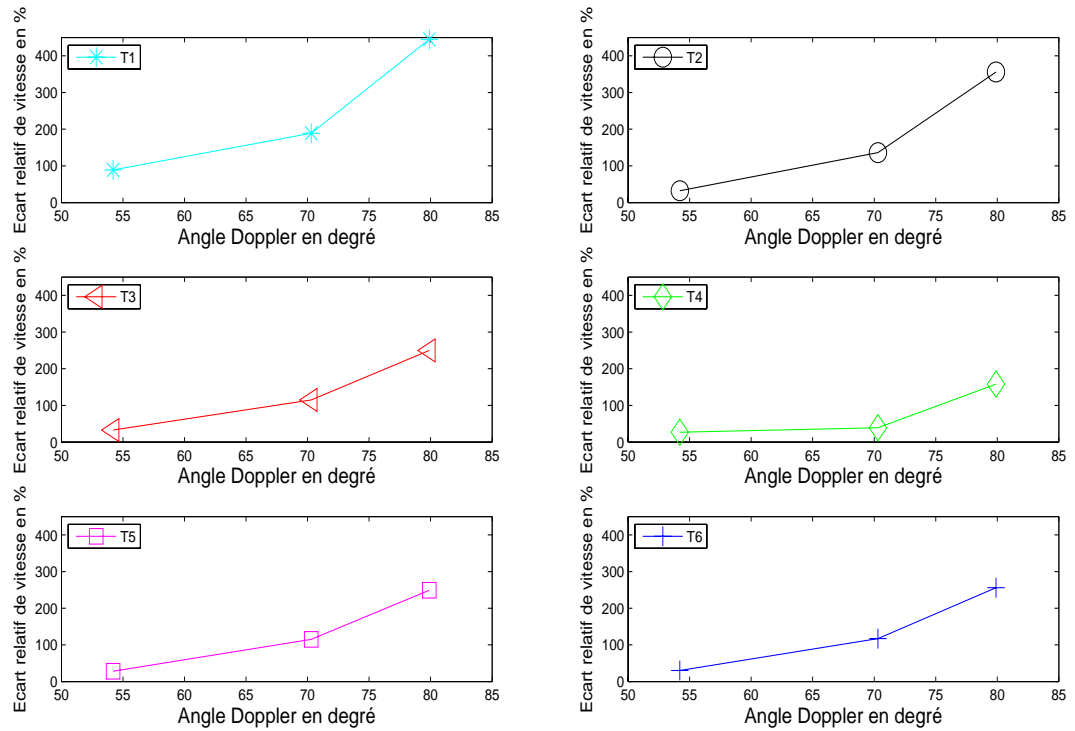 Ecart relatif de vitesse en %
400
300
200
100
0
T1
50 55 60 65 70 75 80 85
Angle Doppler en degré
Ecart relatif de vitesse en %
400
300
200
100
0
T2
50 55 60 65 70 75 80 85
Angle Doppler en degré
Ecart relatif de vitesse en %
400
300
200
100
0
T3
50 55 60 65 70 75 80 85
Angle Doppler en degré
Ecart relatif de vitesse en %
400
300
200
100
0
T4
50 55 60 65 70 75 80 85
Angle Doppler en degré
Ecart relatif de vitesse en %
400
300
200
100
0
T5
50 55 60 65 70 75 80 85
Angle Doppler en degré
Ecart relatif de vitesse en %
400
300
200
100
0
T6
50 55 60 65 70 75 80 85
Angle Doppler en degré